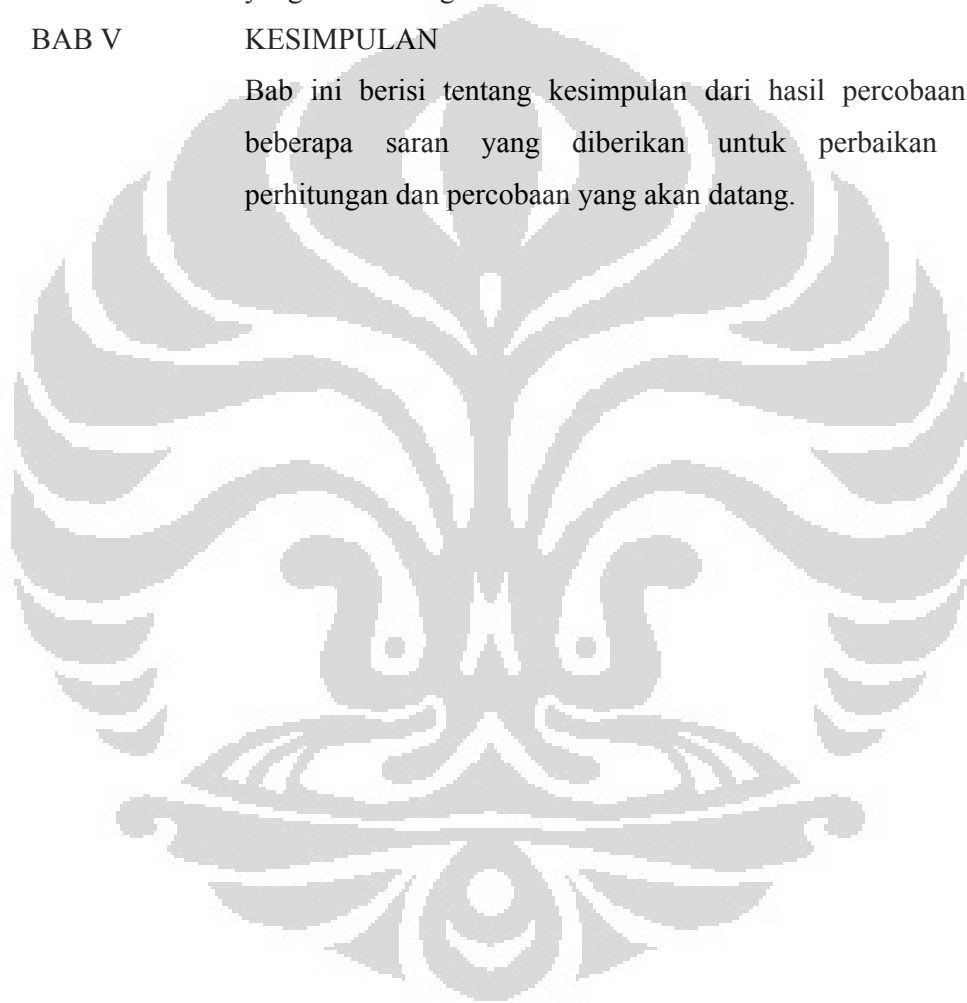 BAB V KESIMPULAN
Bab ini berisi tentang kesimpulan dari hasil percobaan
beberapa saran yang diberikan untuk perbaikan
perhitungan dan percobaan yang akan datang.